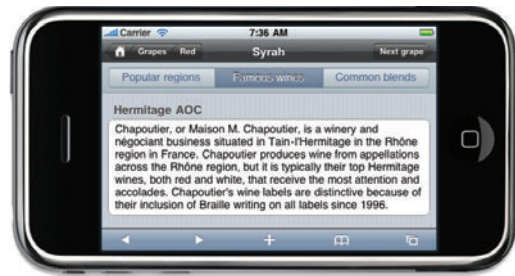 Carrier 7:36 AM
Grapes Red Syrah Next grape
Popular regions Famous wines Common blends
Hermitage AOC
Chapoutier, or Maison M. Chapoutier, is a winery and
négociant business situated in Tain-l'Hermitage in the Rhône
region in France. Chapoutier produces wine from appellations
across the Rhône region, but it is typically their top Hermitage
wines, both red and white, that receive the most attention and
accolades. Chapoutier's wine labels are distinctive because of
their inclusion of Braille writing on all labels since 1996.